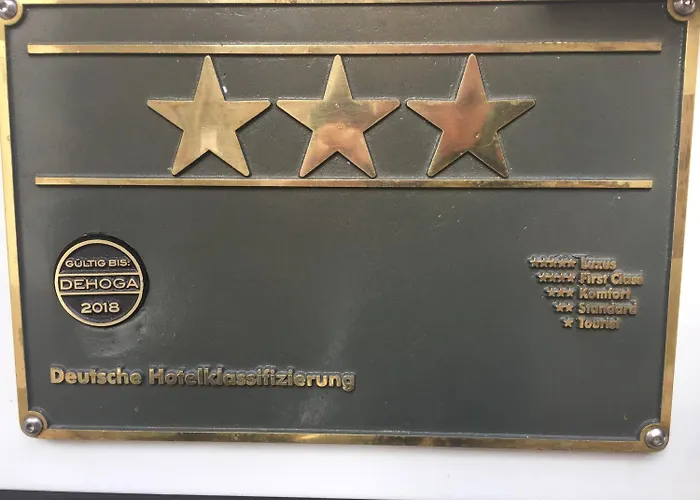 GÜLTIG BIS:
DEHOGA
2018
★★★★★ Luxus
★★★★ First Class
★★★ Komfort
★★ Standard
★ Tourist
Deutsche Hotelklassifizierung